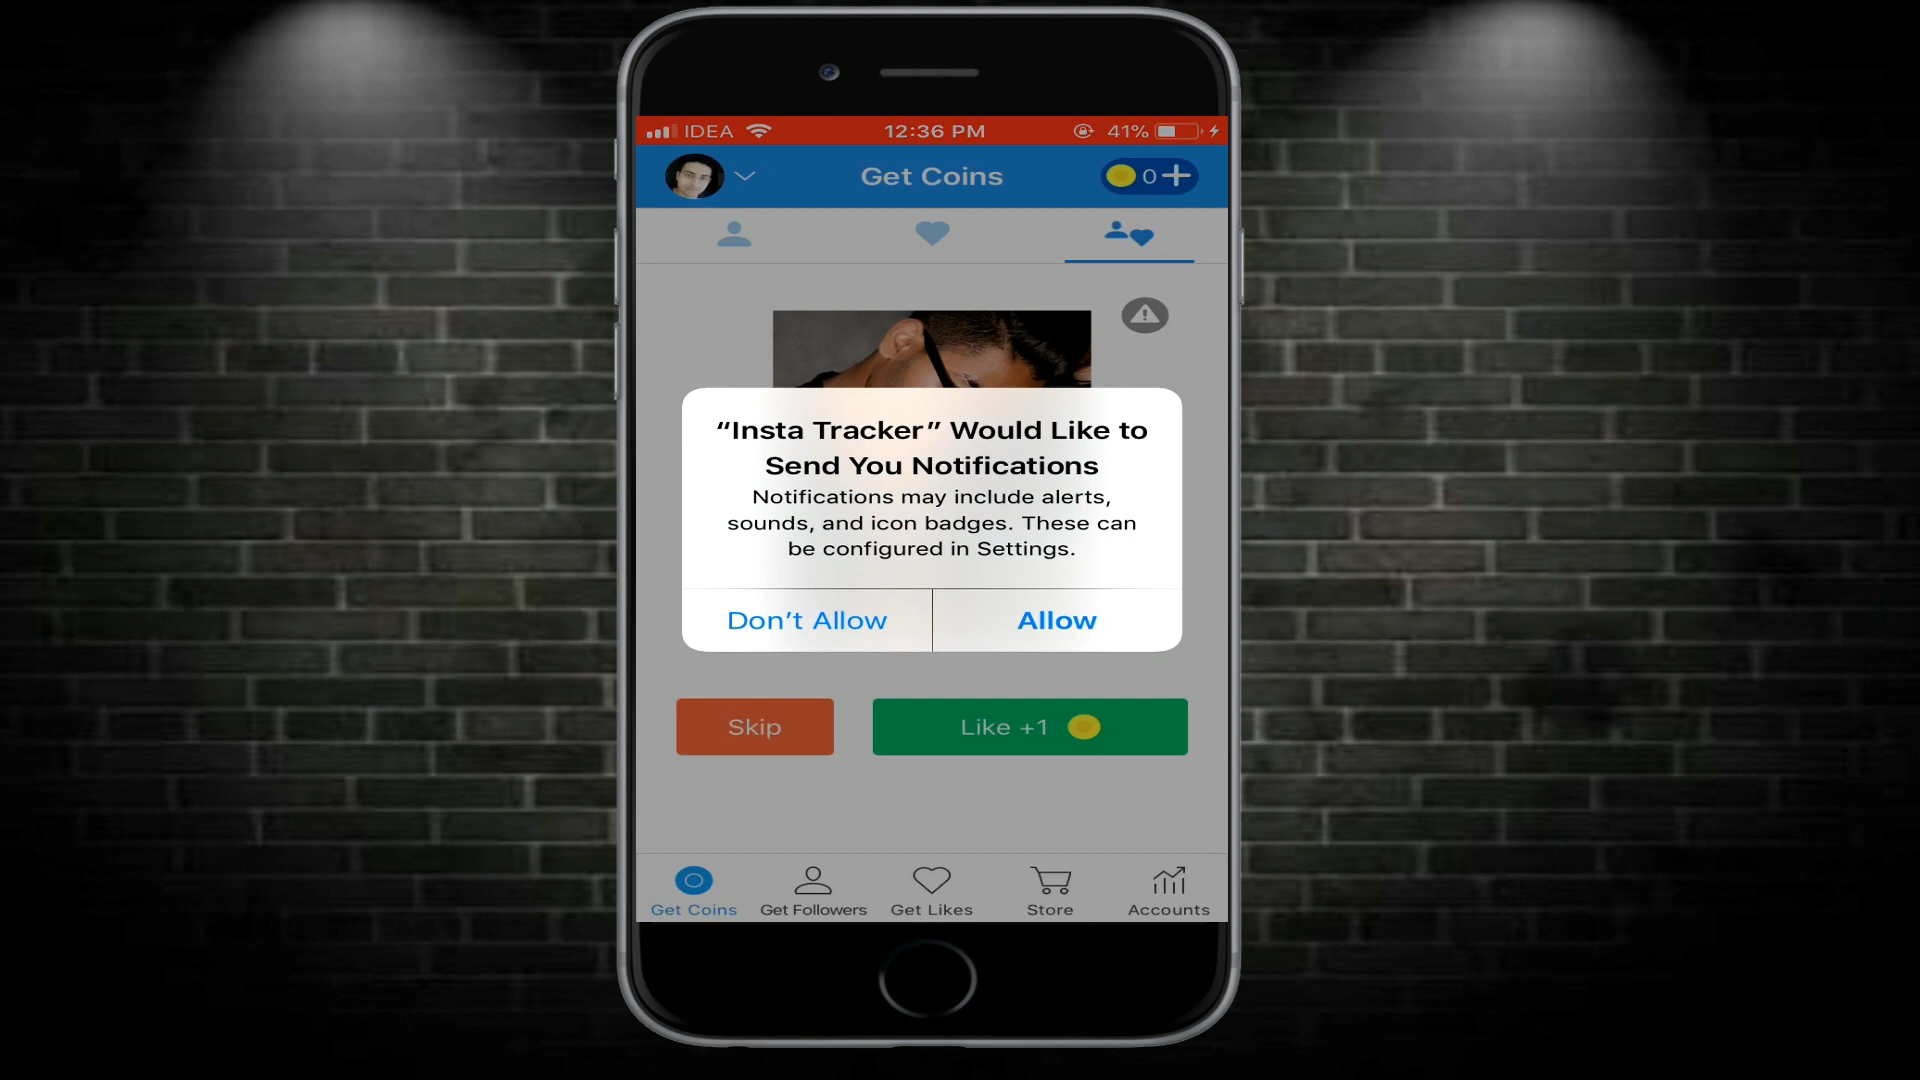 IDEA 12:36 PM 41%
Get Coins 0
“Insta Tracker” Would Like to
Send You Notifications
Notifications may include alerts,
sounds, and icon badges. These can
be configured in Settings.
Don’t Allow Allow
Skip Like +1
Get Coins Get Followers Get Likes Store Accounts